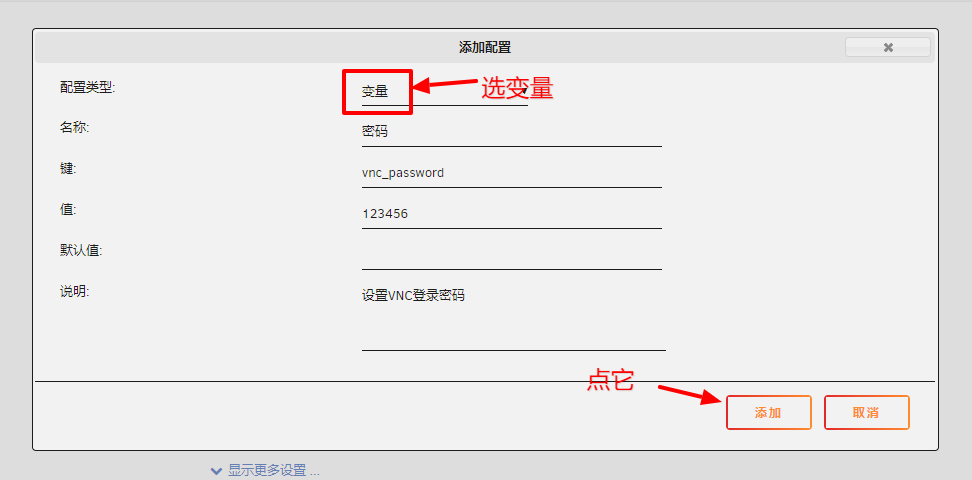 添加配置
配置类型:
变量
选变量
名称:
密码
键:
vnc_password
值:
123456
默认值:
说明:
设置VNC登录密码
点它
添加
取消
显示更多设置 ...